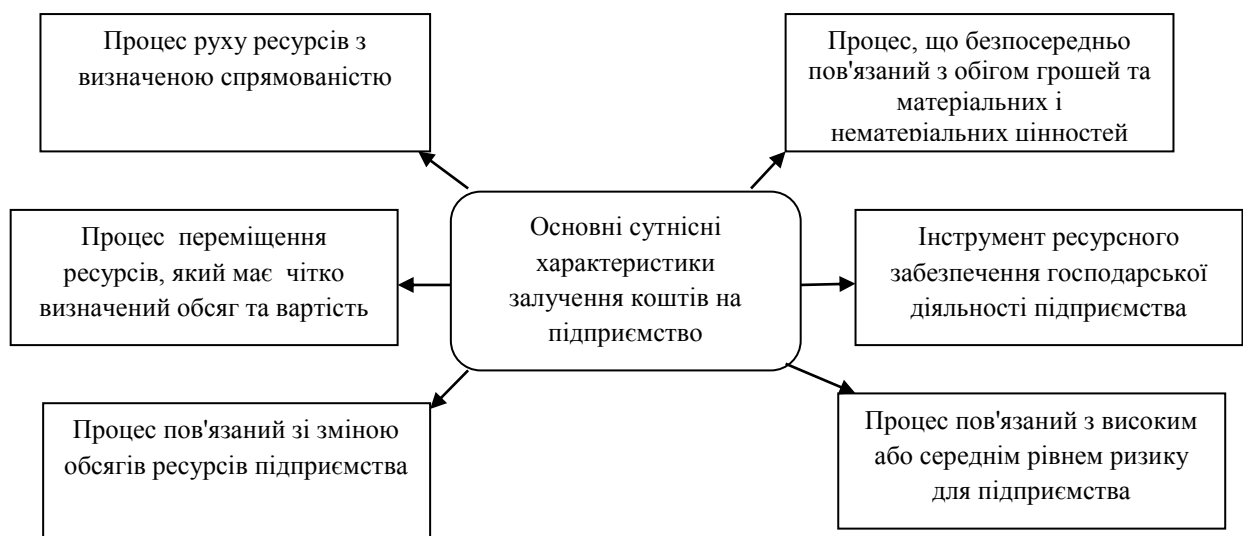 Процес руху ресурсів з
визначеною спрямованістю
Процес, що безпосередньо
пов'язаний з обігом грошей та
матеріальних і
нематеріальних цінностей
Процес переміщення
ресурсів, який має чітко
визначений обсяг та вартість
Основні сутнісні
характеристики
залучення коштів на
підприємство
Інструмент ресурсного
забезпечення господарської
діяльності підприємства
Процес пов'язаний зі зміною
обсягів ресурсів підприємства
Процес пов'язаний з високим
або середнім рівнем ризику
для підприємства